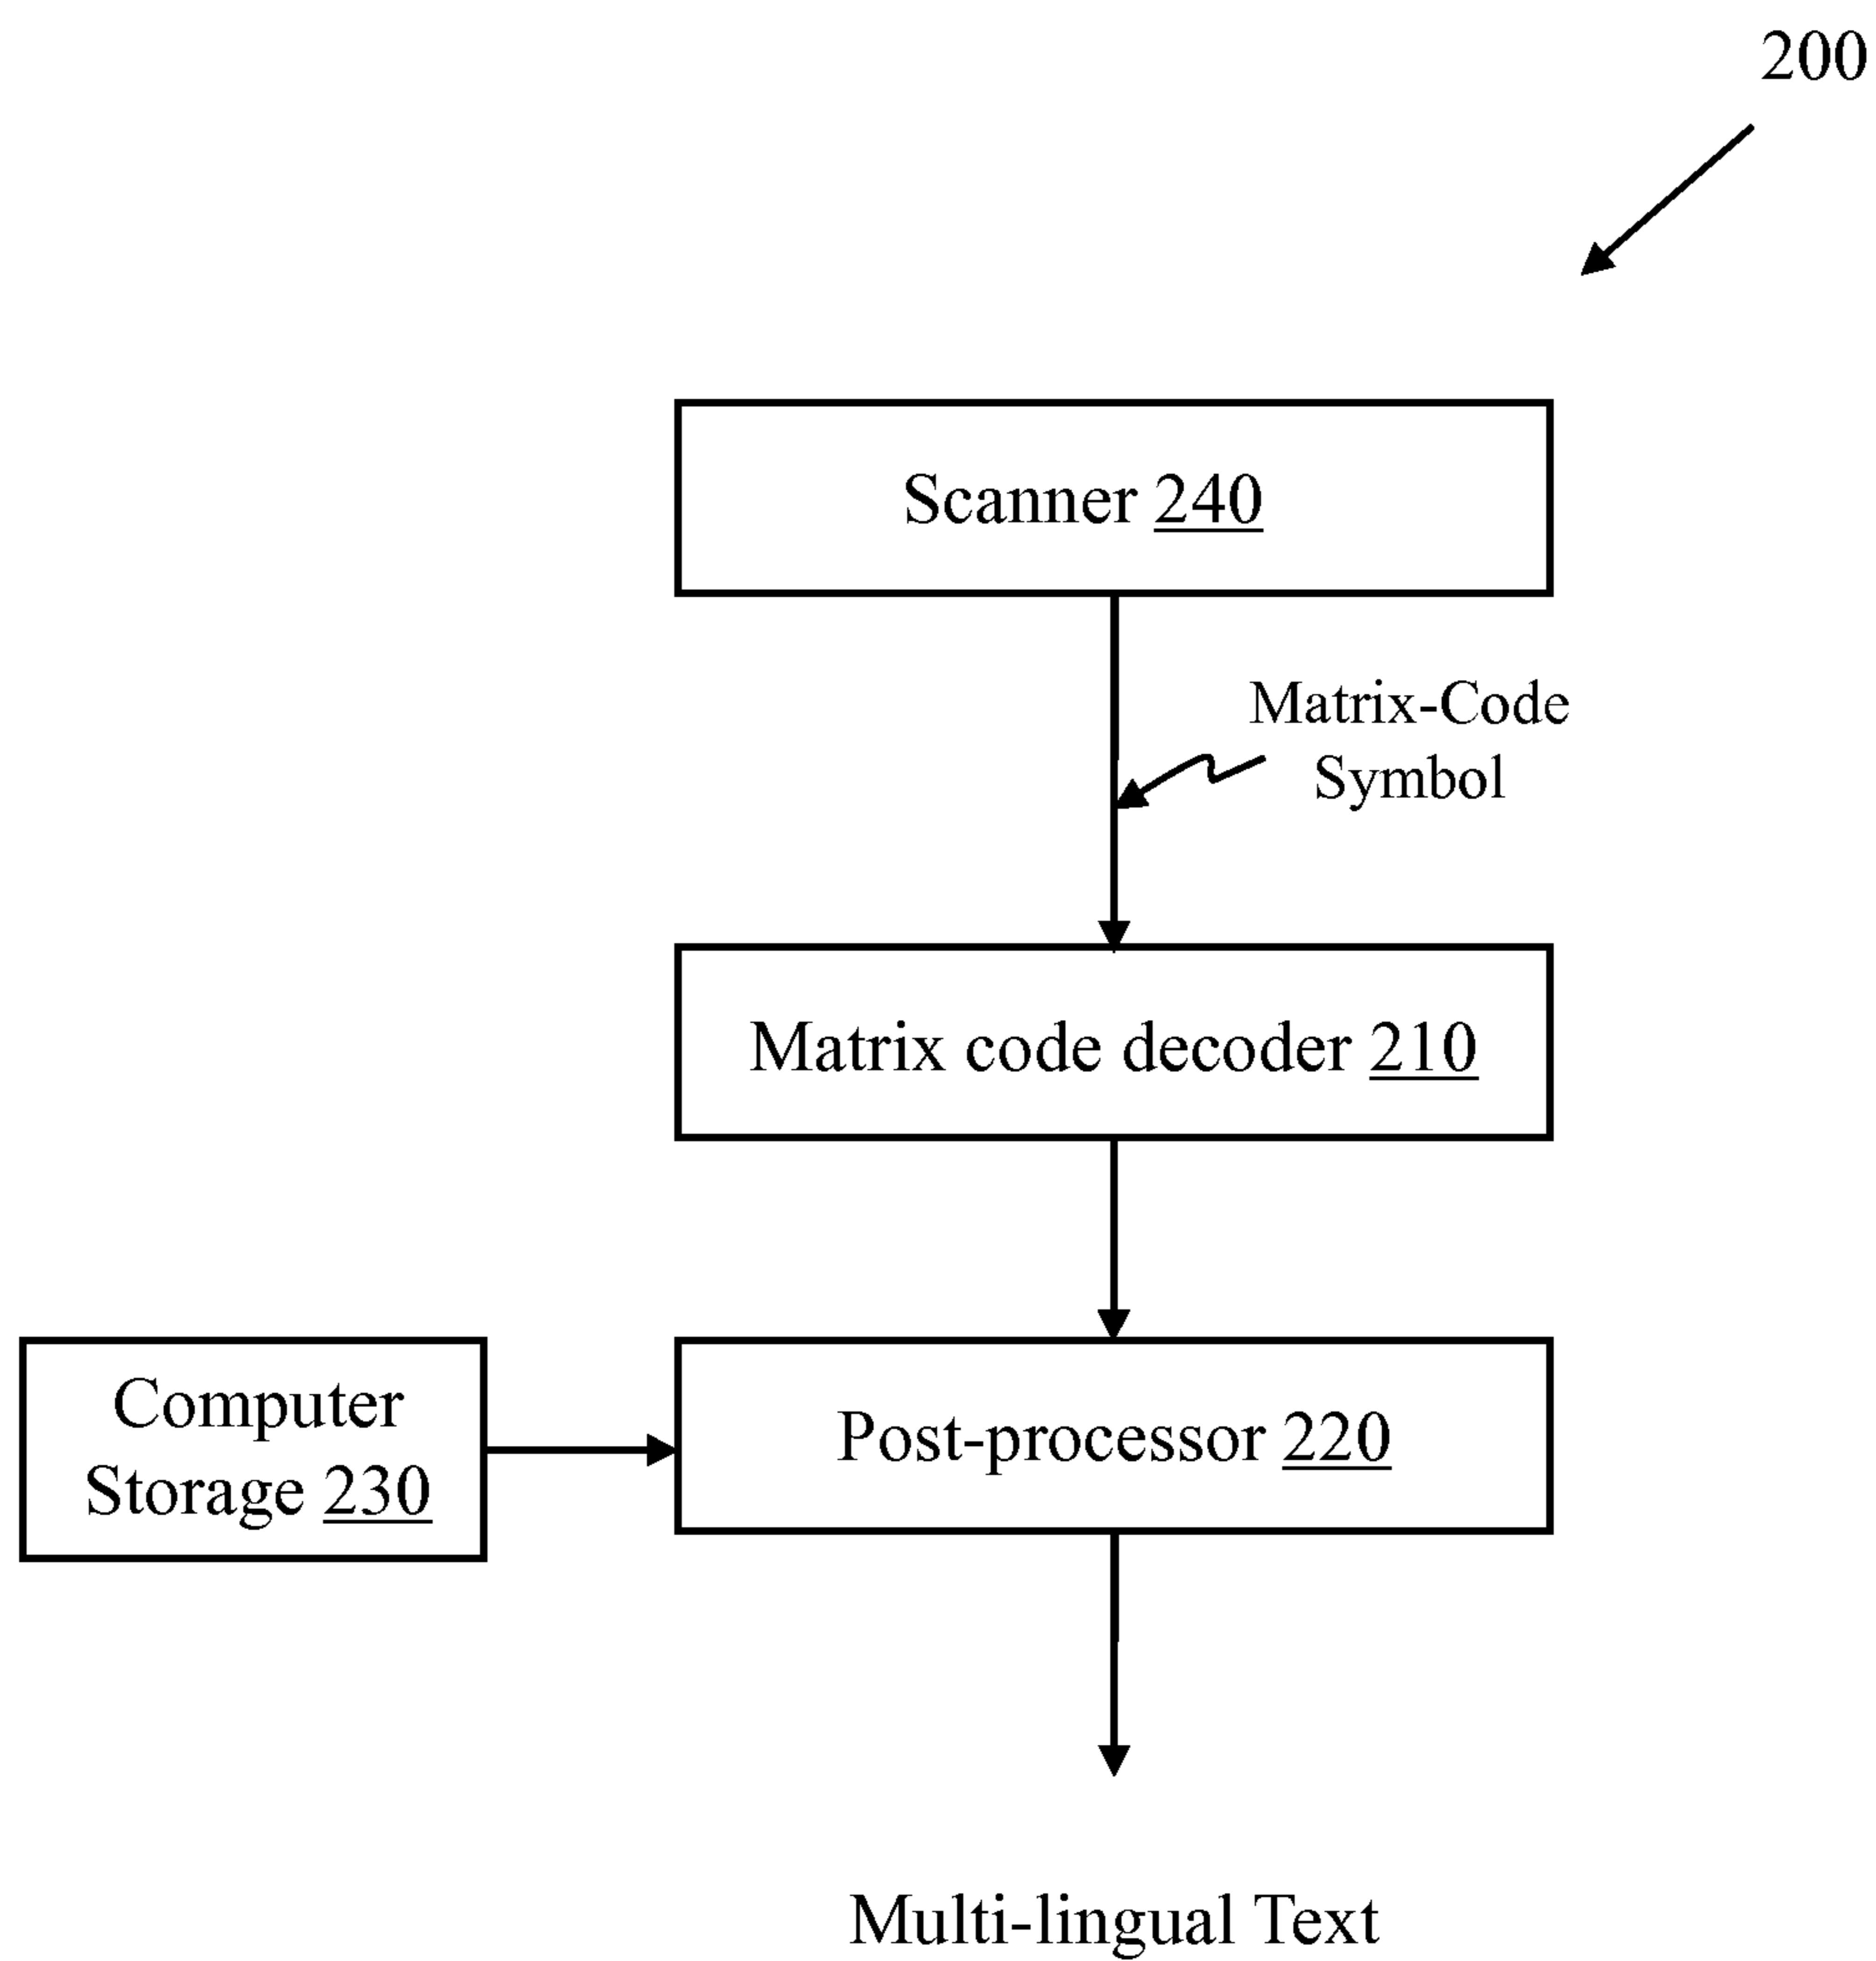 200
Scanner 240
Matrix-Code
Symbol
Matrix code decoder 210
Computer
Storage 230
Post-processor 220
Multi-lingual Text